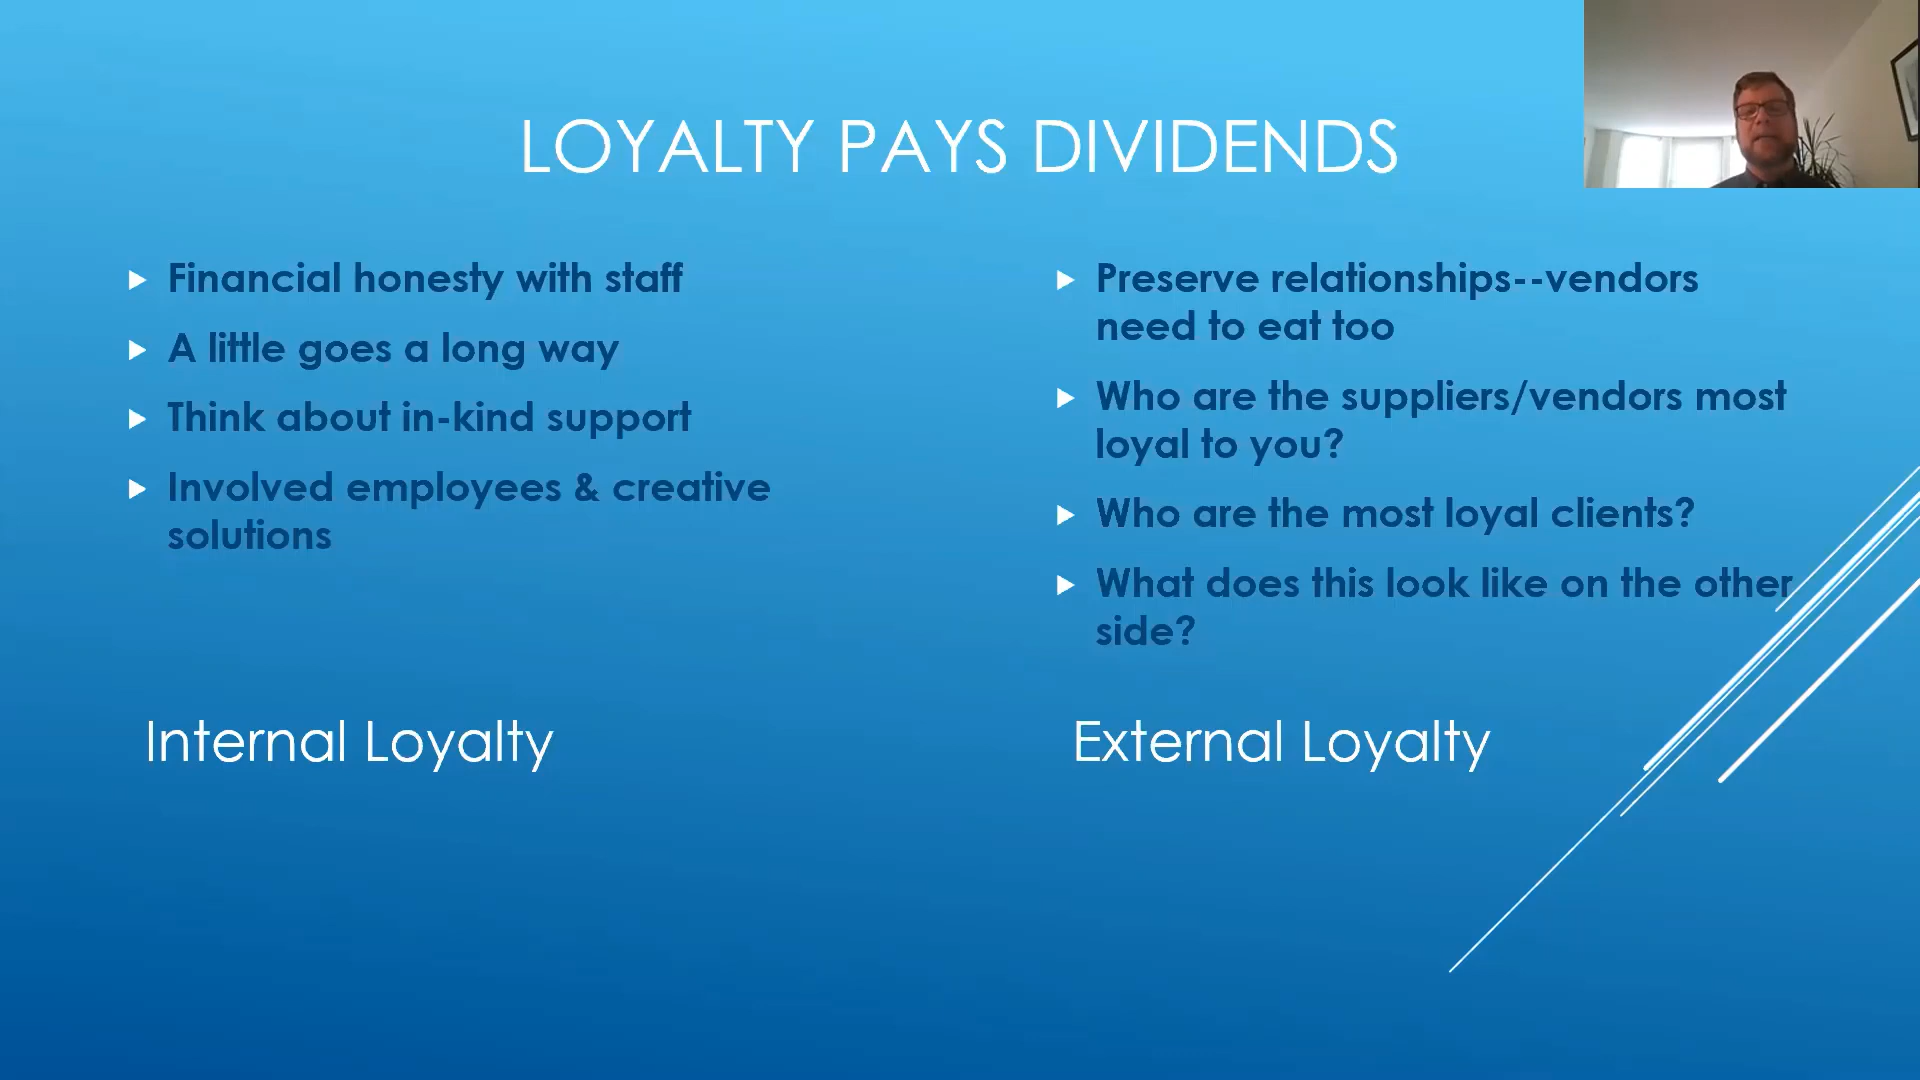 LOYALTY PAYS DIVIDENDS
Financial honesty with staff
A little goes a long way
Think about in-kind support
Involved employees & creative
solutions
Internal Loyalty
Preserve relationships--vendors
need to eat too
Who are the suppliers/vendors most
loyal to you?
Who are the most loyal clients?
What does this look like on the other
side?
External Loyalty